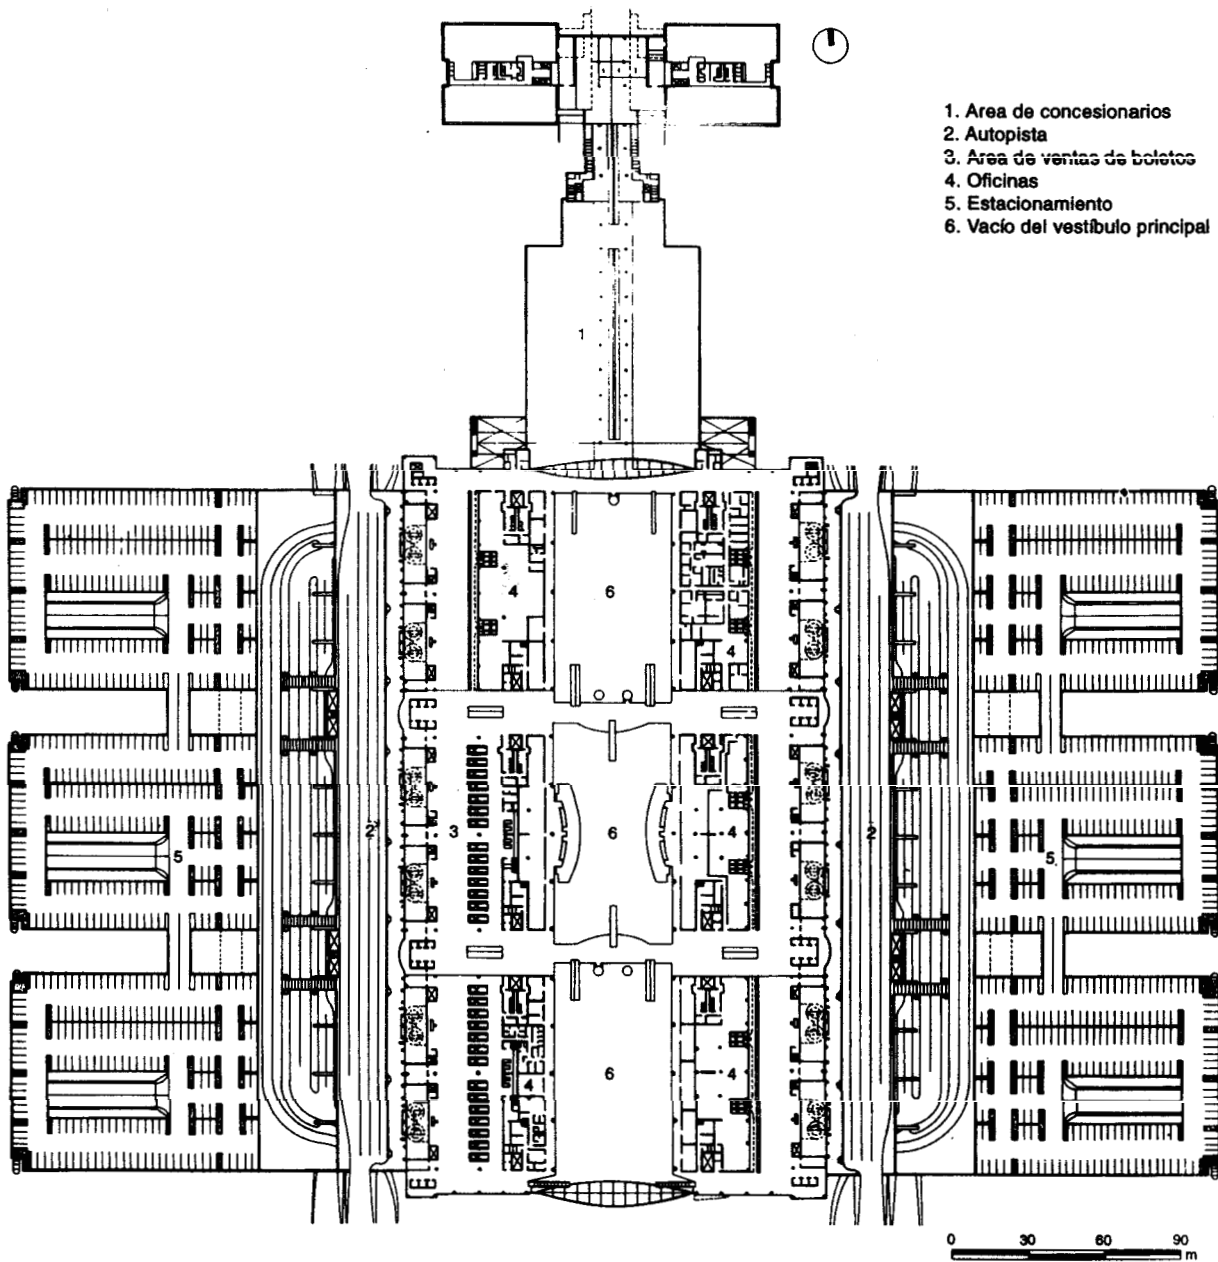 1. Area de concesionarios
2. Autopista
3. Area de ventas de boletos
4. Oficinas
5. Estacionamiento
6. Vacío del vestíbulo principal
1
4
6
4
2
3
6
4
2
5
5
4
6
4
0 30 60 90
m